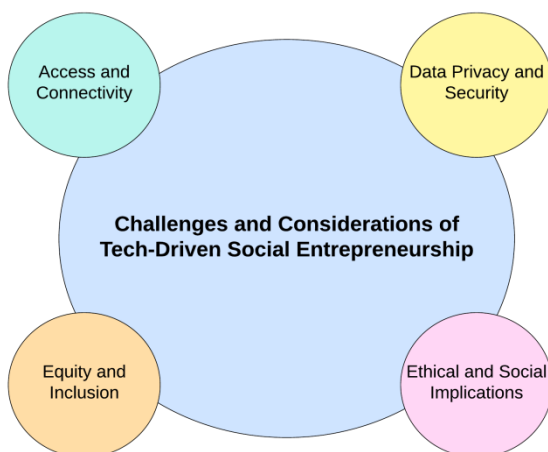 Access and
Connectivity
Data Privacy and
Security
Challenges and Considerations of
Tech-Driven Social Entrepreneurship
Equity and
Inclusion
Ethical and Social
Implications